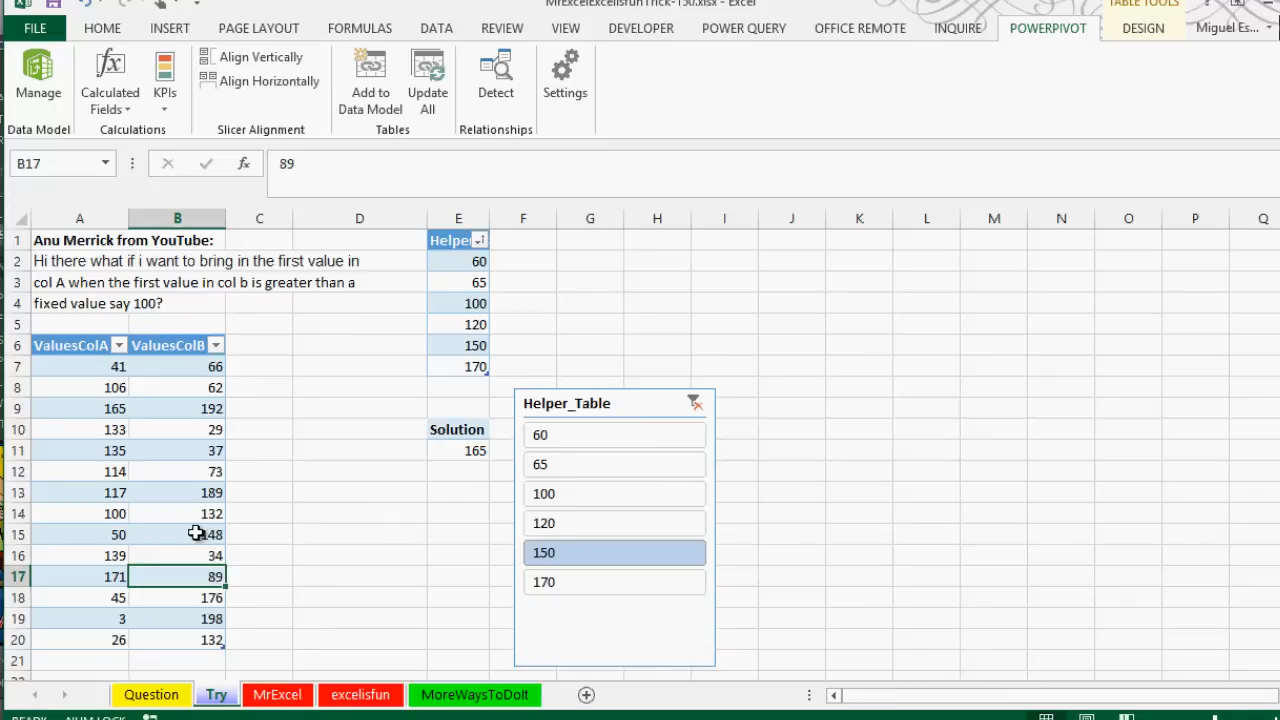 MrExcelExcelisfunTrick-150.xlsx - Excel
TABLE TOOLS
FILE HOME INSERT PAGE LAYOUT FORMULAS DATA REVIEW VIEW DEVELOPER POWER QUERY OFFICE REMOTE INQUIRE POWERPIVOT DESIGN Miguel Es...
Manage Calculated Fields KPIs Align Vertically Align Horizontally Add to Data Model Update All Detect Settings
Data Model Calculations Slicer Alignment Tables Relationships
B17 fx 89
A B C D E F G H I J K L M N O P Q
1 Anu Merrick from YouTube: Helper
2 Hi there what if i want to bring in the first value in 60
3 col A when the first value in col b is greater than a 65
4 fixed value say 100? 100
5 120
6 ValuesColA ValuesColB 150
7 41 66 170
8 106 62
9 165 192
10 133 29 Solution
11 135 37 165
12 114 73
13 117 189
14 100 132
15 50 148
16 139 34
17 171 89
18 45 176
19 3 198
20 26 132
21
Helper_Table
60
65
100
120
150
170
Question Try MrExcel excelisfun MoreWaysToDoIt
READY NUM LOCK